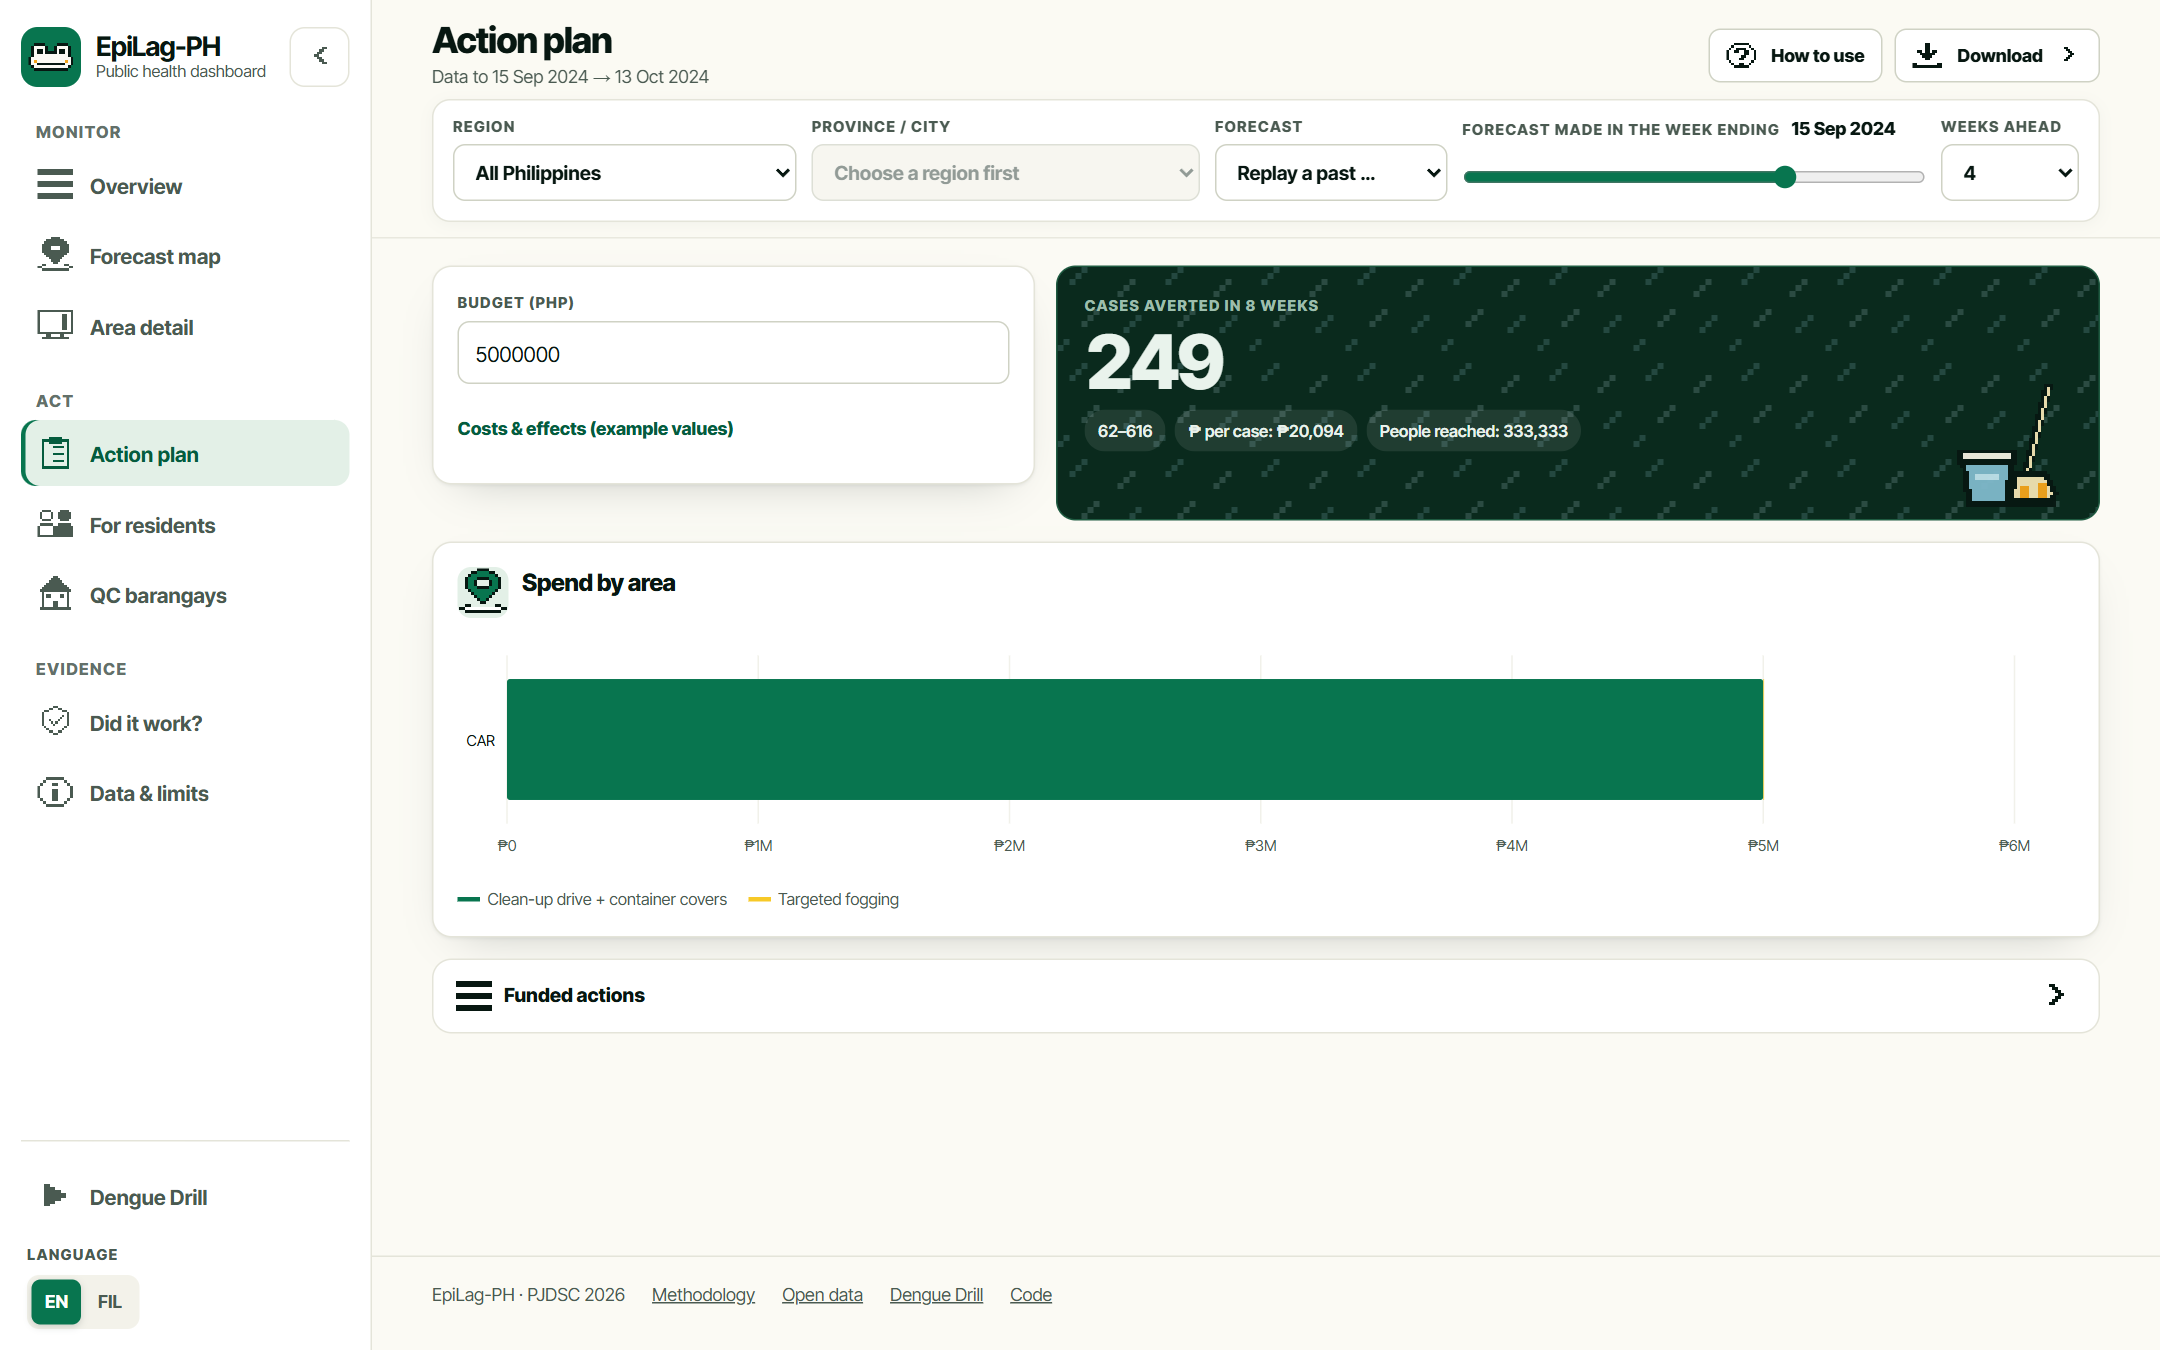 EpiLag-PH
Public health dashboard
MONITOR
Overview
Forecast map
Area detail
ACT
Action plan
For residents
QC barangays
EVIDENCE
Did it work?
Data & limits
Dengue Drill
LANGUAGE
EN FIL
Action plan
Data to 15 Sep 2024 → 13 Oct 2024
How to use
Download
REGION
All Philippines
PROVINCE / CITY
Choose a region first
FORECAST
Replay a past ...
FORECAST MADE IN THE WEEK ENDING 15 Sep 2024
WEEKS AHEAD
4
BUDGET (PHP)
5000000
Costs & effects (example values)
CASES AVERTED IN 8 WEEKS
249
62–616 ₱ per case: ₱20,094 People reached: 333,333
Spend by area
CAR
₱0 ₱1M ₱2M ₱3M ₱4M ₱5M ₱6M
Clean-up drive + container covers Targeted fogging
Funded actions
EpiLag-PH · PJDSC 2026 Methodology Open data Dengue Drill Code